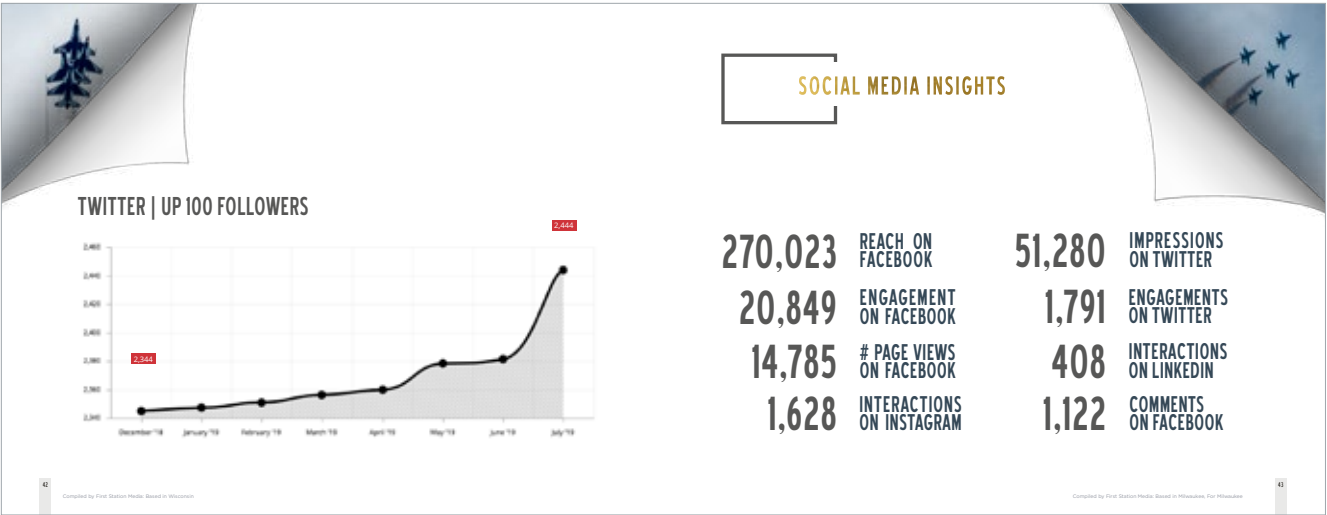 TWITTER | UP 100 FOLLOWERS
2,444
2,460
2,440
2,420
2,400
2,380
2,344
2,360
2,340
December '18 January '19 February '19 March '19 April '19 May '19 June '19 July '19
42
Compiled by First Station Media: Based in Wisconsin
SOCIAL MEDIA INSIGHTS
270,023 REACH ON
FACEBOOK
20,849 ENGAGEMENT
ON FACEBOOK
14,785 # PAGE VIEWS
ON FACEBOOK
1,628 INTERACTIONS
ON INSTAGRAM
51,280 IMPRESSIONS
ON TWITTER
1,791 ENGAGEMENTS
ON TWITTER
408 INTERACTIONS
ON LINKEDIN
1,122 COMMENTS
ON FACEBOOK
Compiled by First Station Media: Based in Milwaukee, For Milwaukee
43